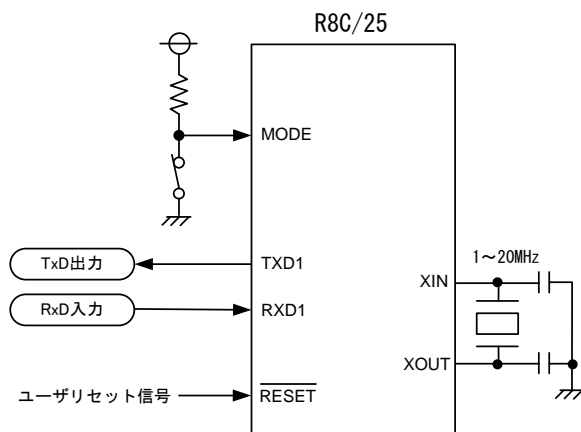 R8C/25
MODE
TxD出力
TXD1
1~20MHz
XIN
RxD入力
RXD1
XOUT
ユーザリセット信号
RESET